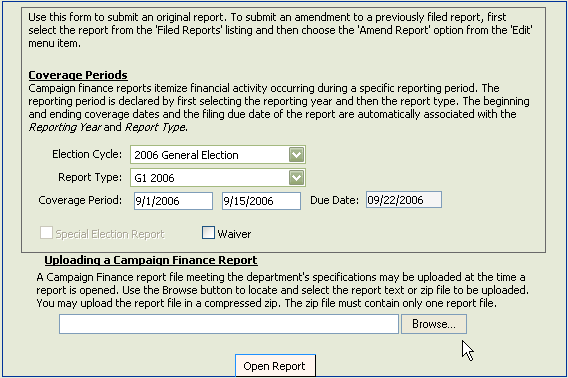 Use this form to submit an original report. To submit an amendment to a previously filed report, first
select the report from the 'Filed Reports' listing and then choose the 'Amend Report' option from the 'Edit'
menu item.
Coverage Periods
Campaign finance reports itemize financial activity occurring during a specific reporting period. The
reporting period is declared by first selecting the reporting year and then the report type. The beginning
and ending coverage dates and the filing due date of the report are automatically associated with the
Reporting Year and Report Type.
Election Cycle: 2006 General Election
Report Type: G1 2006
Coverage Period: 9/1/2006 9/15/2006 Due Date: 09/22/2006
Special Election Report Waiver
Uploading a Campaign Finance Report
A Campaign Finance report file meeting the department's specifications may be uploaded at the time a
report is opened. Use the Browse button to locate and select the report text or zip file to be uploaded.
You may upload the report file in a compressed zip. The zip file must contain only one report file.
Browse...
Open Report